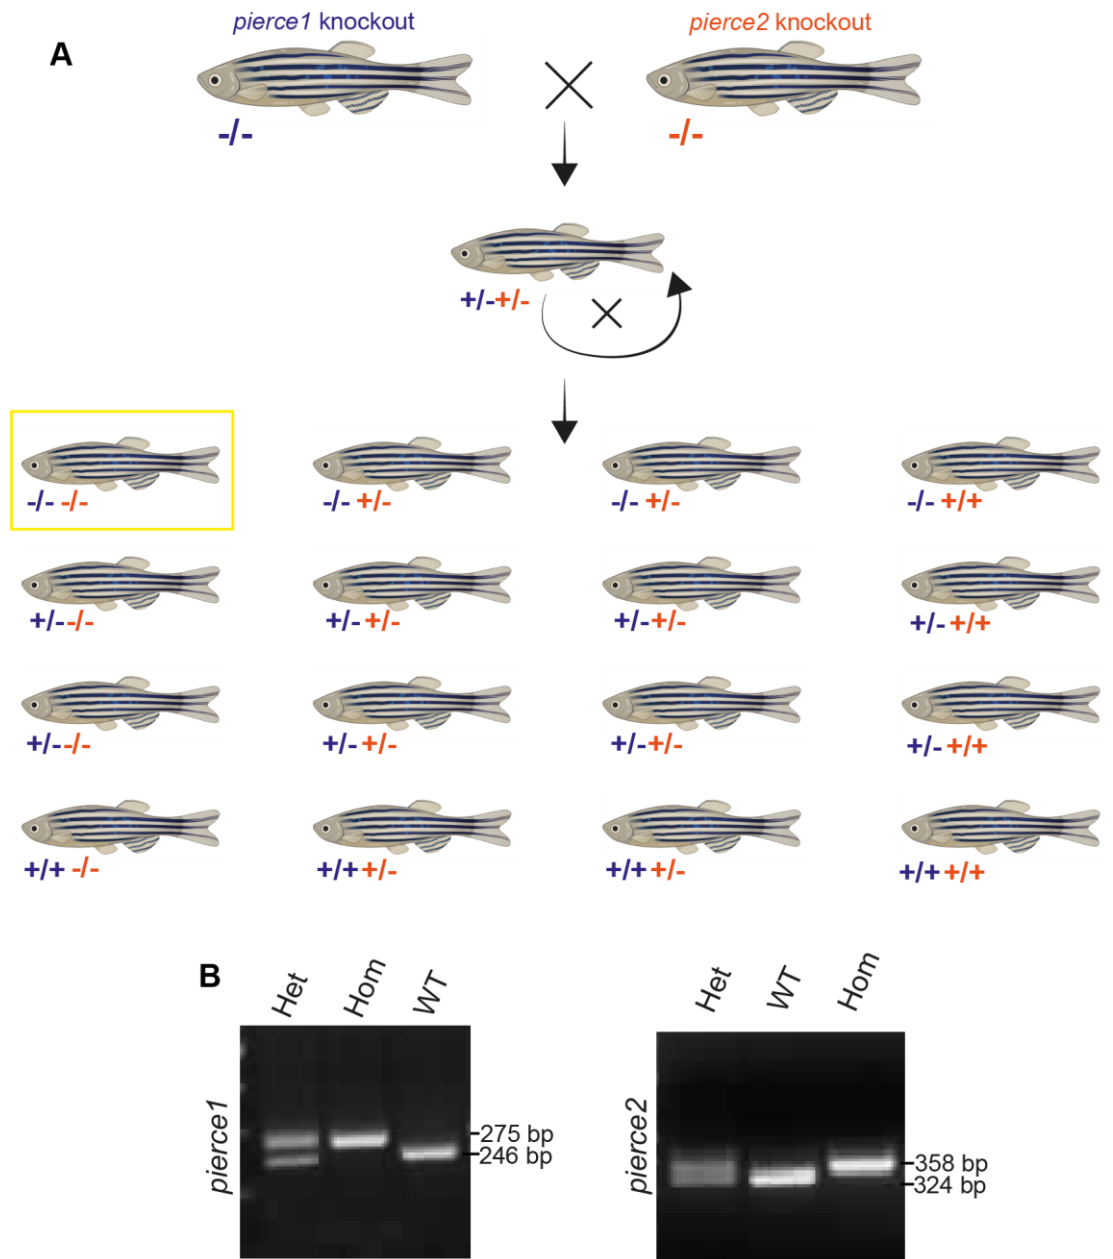 pierce1 knockout pierce2 knockout
A
-/- -/-
+/-+/-
-/- -/- -/- +/- -/- +/- -/- +/+
+/--/- +/- +/- +/-+/- +/- +/+
+/--/- +/- +/- +/-+/- +/- +/+
+/+ -/- +/++/- +/++/- +/+ +/+
B
Het Hom WT
pierce1
275 bp
246 bp
Het WT Hom
pierce2
358 bp
324 bp